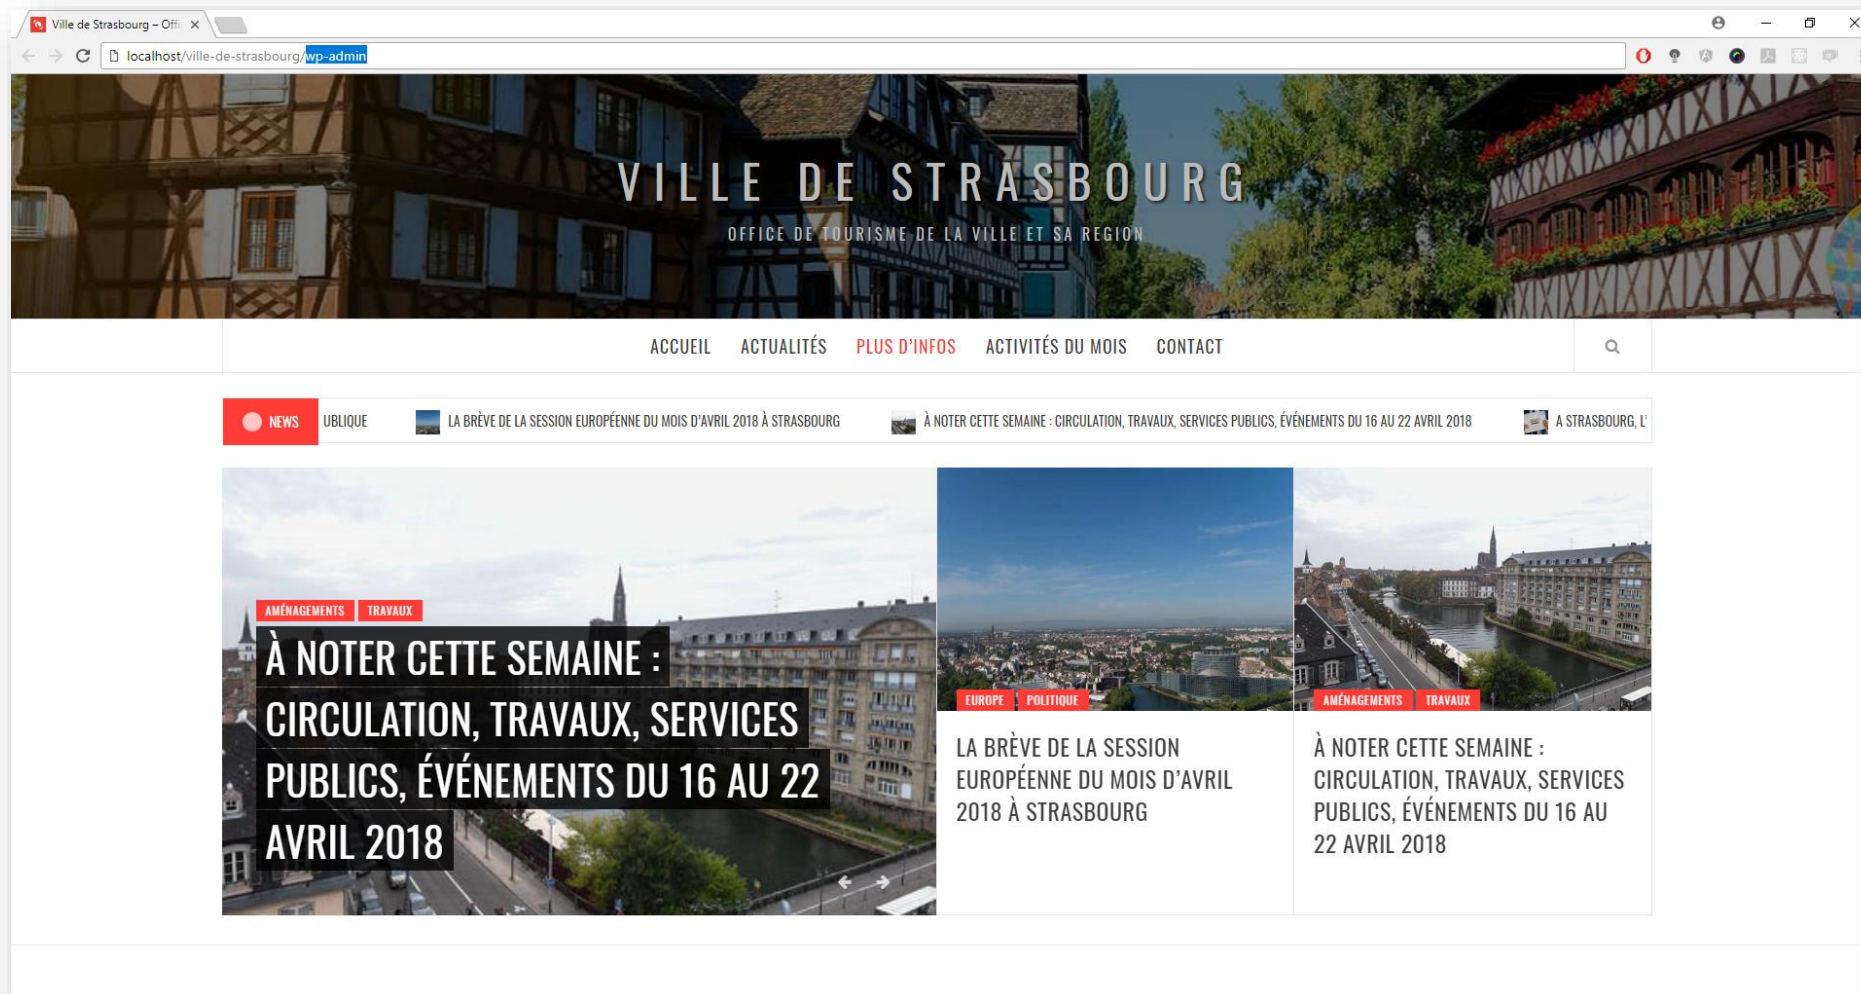 Ville de Strasbourg – Offi
localhost/ville-de-strasbourg/wp-admin
VILLE DE STRASBOURG
OFFICE DE TOURISME DE LA VILLE ET SA REGION
ACCUEIL ACTUALITÉS PLUS D'INFOS ACTIVITÉS DU MOIS CONTACT
NEWS UBLIQUE LA BRÈVE DE LA SESSION EUROPÉENNE DU MOIS D'AVRIL 2018 À STRASBOURG À NOTER CETTE SEMAINE : CIRCULATION, TRAVAUX, SERVICES PUBLICS, ÉVÉNEMENTS DU 16 AU 22 AVRIL 2018 A STRASBOURG, L'
AMÉNAGEMENTS TRAVAUX
À NOTER CETTE SEMAINE :
CIRCULATION, TRAVAUX, SERVICES
PUBLICS, ÉVÉNEMENTS DU 16 AU 22
AVRIL 2018
EUROPE POLITIQUE
LA BRÈVE DE LA SESSION
EUROPÉENNE DU MOIS D'AVRIL
2018 À STRASBOURG
AMÉNAGEMENTS TRAVAUX
À NOTER CETTE SEMAINE :
CIRCULATION, TRAVAUX, SERVICES
PUBLICS, ÉVÉNEMENTS DU 16 AU
22 AVRIL 2018